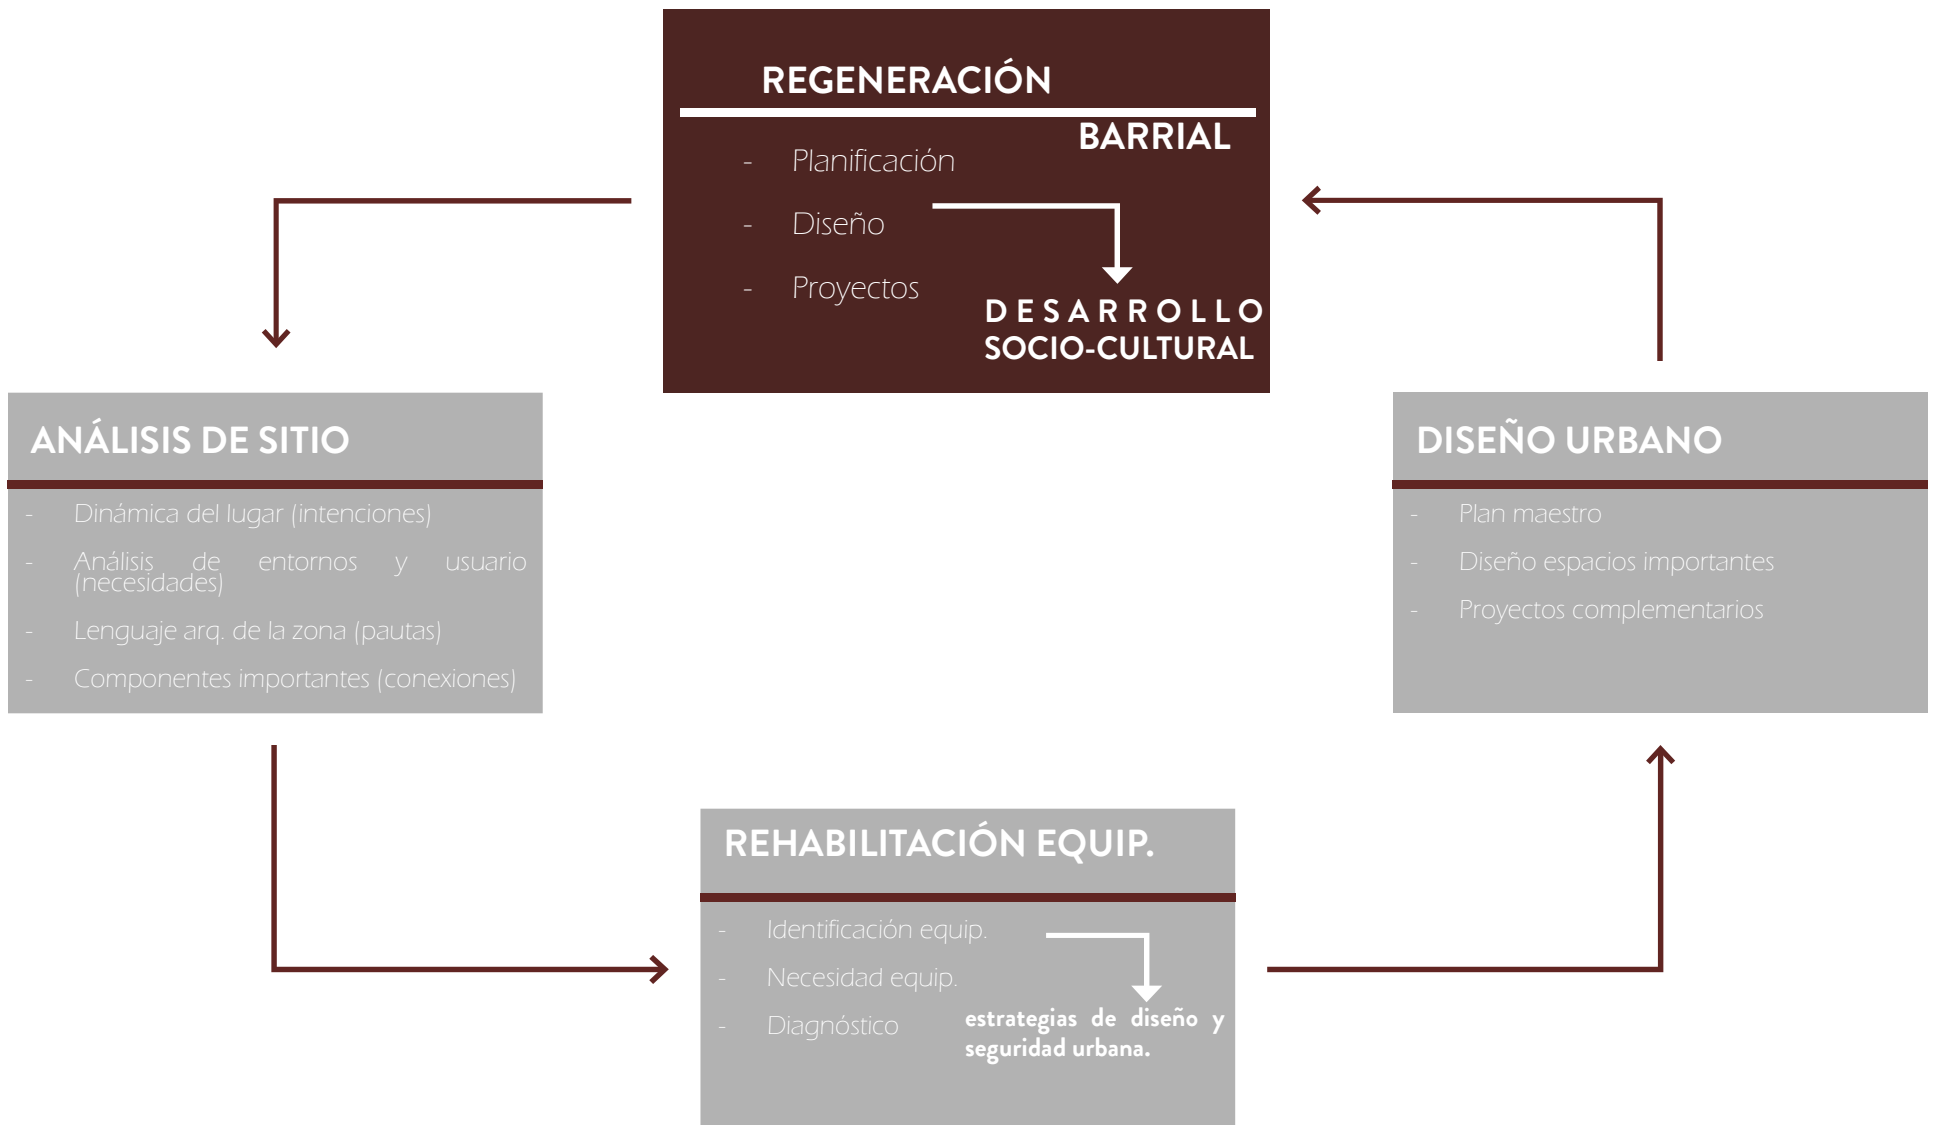 REGENERACIÓN
BARRIAL
- Planificación
- Diseño
- Proyectos
DESARROLLO
SOCIO-CULTURAL
ANÁLISIS DE SITIO
- Dinámica del lugar (intenciones)
- Análisis de entornos y usuario
(necesidades)
- Lenguaje arq. de la zona (pautas)
- Componentes importantes (conexiones)
DISEÑO URBANO
- Plan maestro
- Diseño espacios importantes
- Proyectos complementarios
REHABILITACIÓN EQUIP.
- Identificación equip.
- Necesidad equip.
- Diagnóstico
estrategias de diseño y
seguridad urbana.